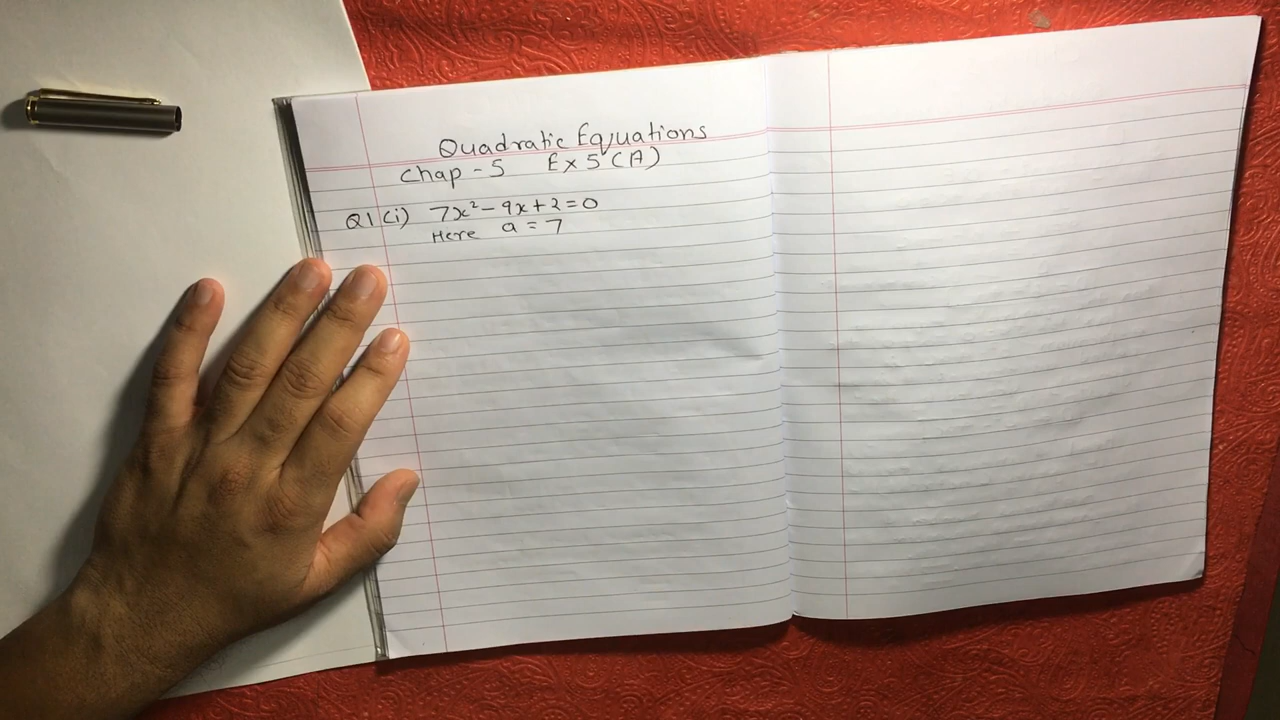 Quadratic Equations
Chap - 5 Ex 5 (A)
Q1 (i) 7x² - 9x + 2 = 0
Here a = 7